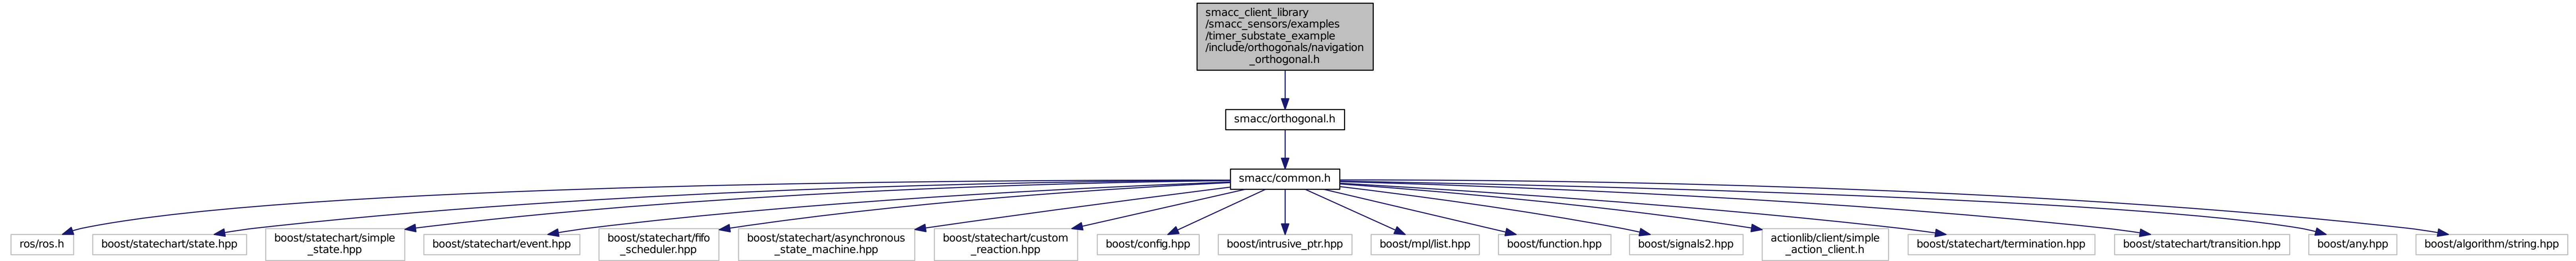 smacc_client_library
/smacc_sensors/examples
/timer_substate_example
/include/orthogonals/navigation
_orthogonal.h
smacc/orthogonal.h
smacc/common.h
ros/ros.h
boost/statechart/state.hpp
boost/statechart/simple
_state.hpp
boost/statechart/event.hpp
boost/statechart/fifo
_scheduler.hpp
boost/statechart/asynchronous
_state_machine.hpp
boost/statechart/custom
_reaction.hpp
boost/config.hpp
boost/intrusive_ptr.hpp
boost/mpl/list.hpp
boost/function.hpp
boost/signals2.hpp
actionlib/client/simple
_action_client.h
boost/statechart/termination.hpp
boost/statechart/transition.hpp
boost/any.hpp
boost/algorithm/string.hpp